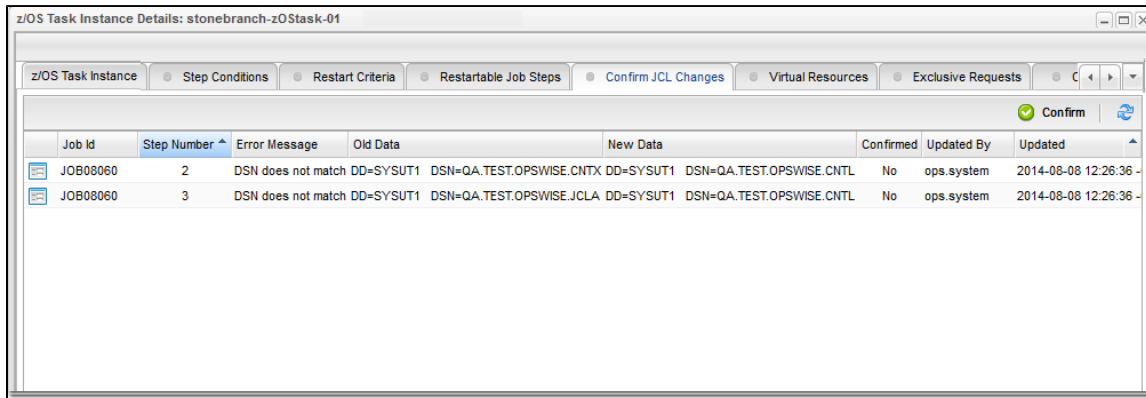 z/OS Task Instance Details: stonebranch-zOStask-01
z/OS Task Instance Step Conditions Restart Criteria Restartable Job Steps Confirm JCL Changes Virtual Resources Exclusive Requests
Confirm
Job Id Step Number Error Message Old Data New Data Confirmed Updated By Updated
JOB08060 2 DSN does not match DD=SYSUT1 DSN=QA.TEST.OPSWISE.CNTX DD=SYSUT1 DSN=QA.TEST.OPSWISE.CNTL No ops.system 2014-08-08 12:26:36 -
JOB08060 3 DSN does not match DD=SYSUT1 DSN=QA.TEST.OPSWISE.JCLA DD=SYSUT1 DSN=QA.TEST.OPSWISE.CNTL No ops.system 2014-08-08 12:26:36 -